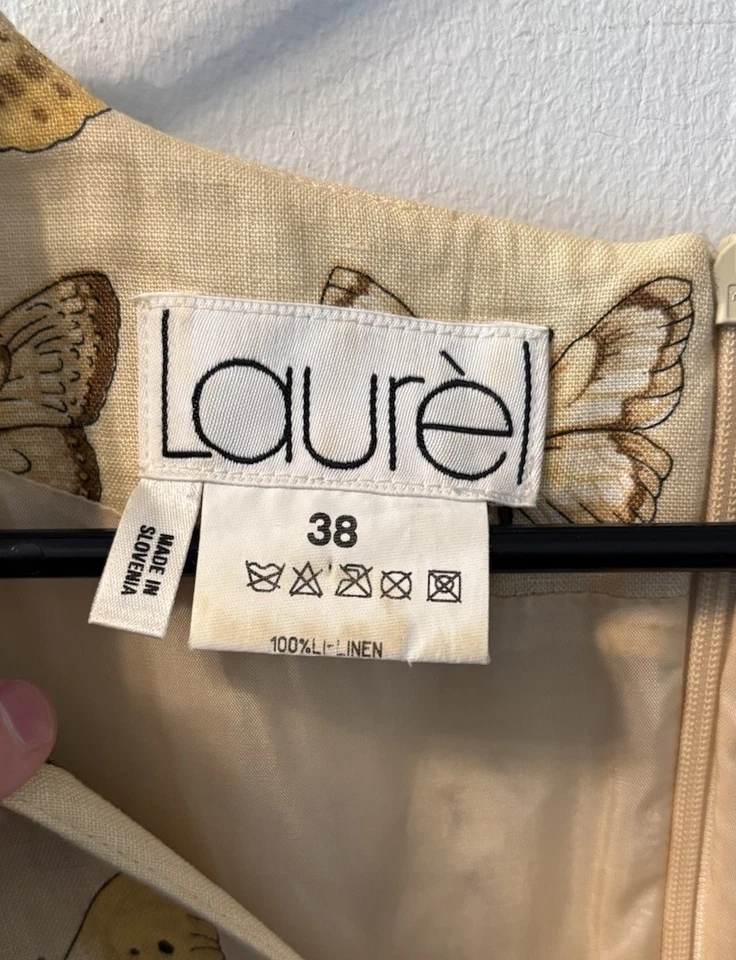 Laurèl
38
MADE IN
SLOVENIA
100%LI-LINEN